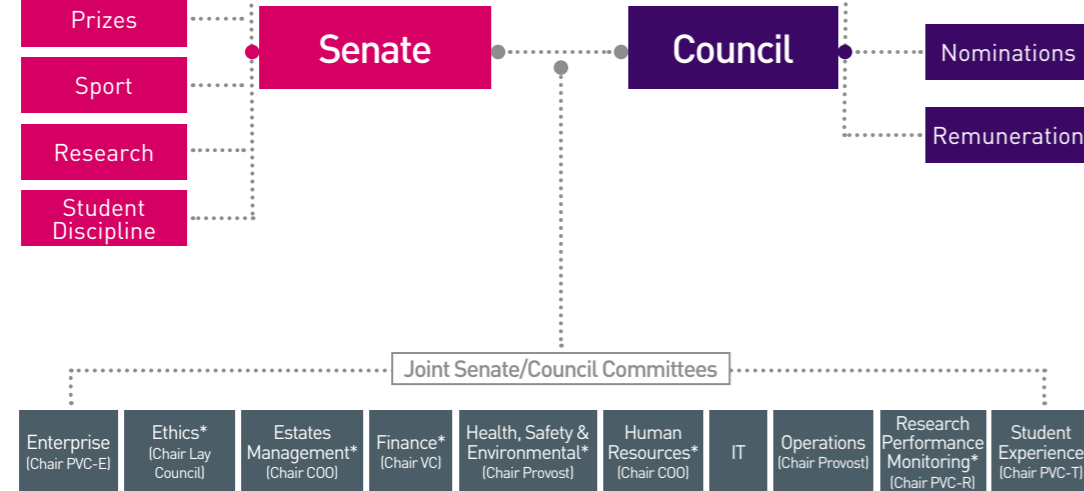 Prizes
Sport
Research
Student
Discipline
Senate
Council
Nominations
Remuneration
Joint Senate/Council Committees
Enterprise
(Chair PVC-E)
Ethics*
(Chair Lay
Council)
Estates
Management*
(Chair COO)
Finance*
(Chair VC)
Health, Safety &
Environmental*
(Chair Provost)
Human
Resources*
(Chair COO)
IT
Operations
(Chair Provost)
Research
Performance
Monitoring*
(Chair PVC-R)
Student
Experience
(Chair PVC-T)